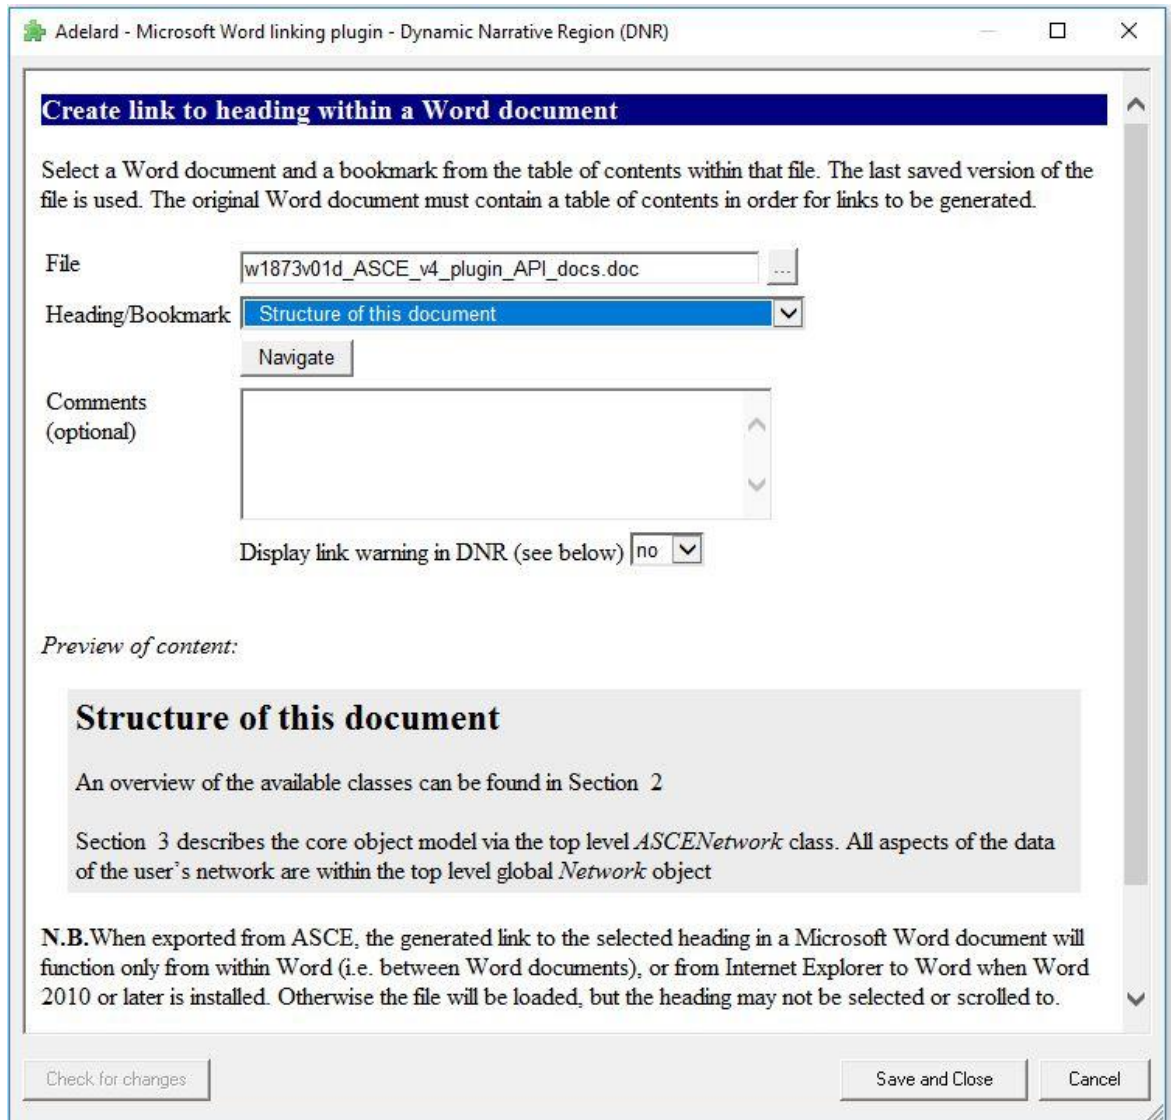 Adelard - Microsoft Word linking plugin - Dynamic Narrative Region (DNR)
Create link to heading within a Word document
Select a Word document and a bookmark from the table of contents within that file. The last saved version of the
file is used. The original Word document must contain a table of contents in order for links to be generated.
File
w1873v01d_ASCE_v4_plugin_API_docs.doc
...
Heading/Bookmark
Structure of this document
Navigate
Comments
(optional)
Display link warning in DNR (see below)
no
Preview of content:
Structure of this document
An overview of the available classes can be found in Section 2
Section 3 describes the core object model via the top level ASCENetwork class. All aspects of the data
of the user's network are within the top level global Network object
N.B.When exported from ASCE, the generated link to the selected heading in a Microsoft Word document will
function only from within Word (i.e. between Word documents), or from Internet Explorer to Word when Word
2010 or later is installed. Otherwise the file will be loaded, but the heading may not be selected or scrolled to.
Check for changes
Save and Close
Cancel